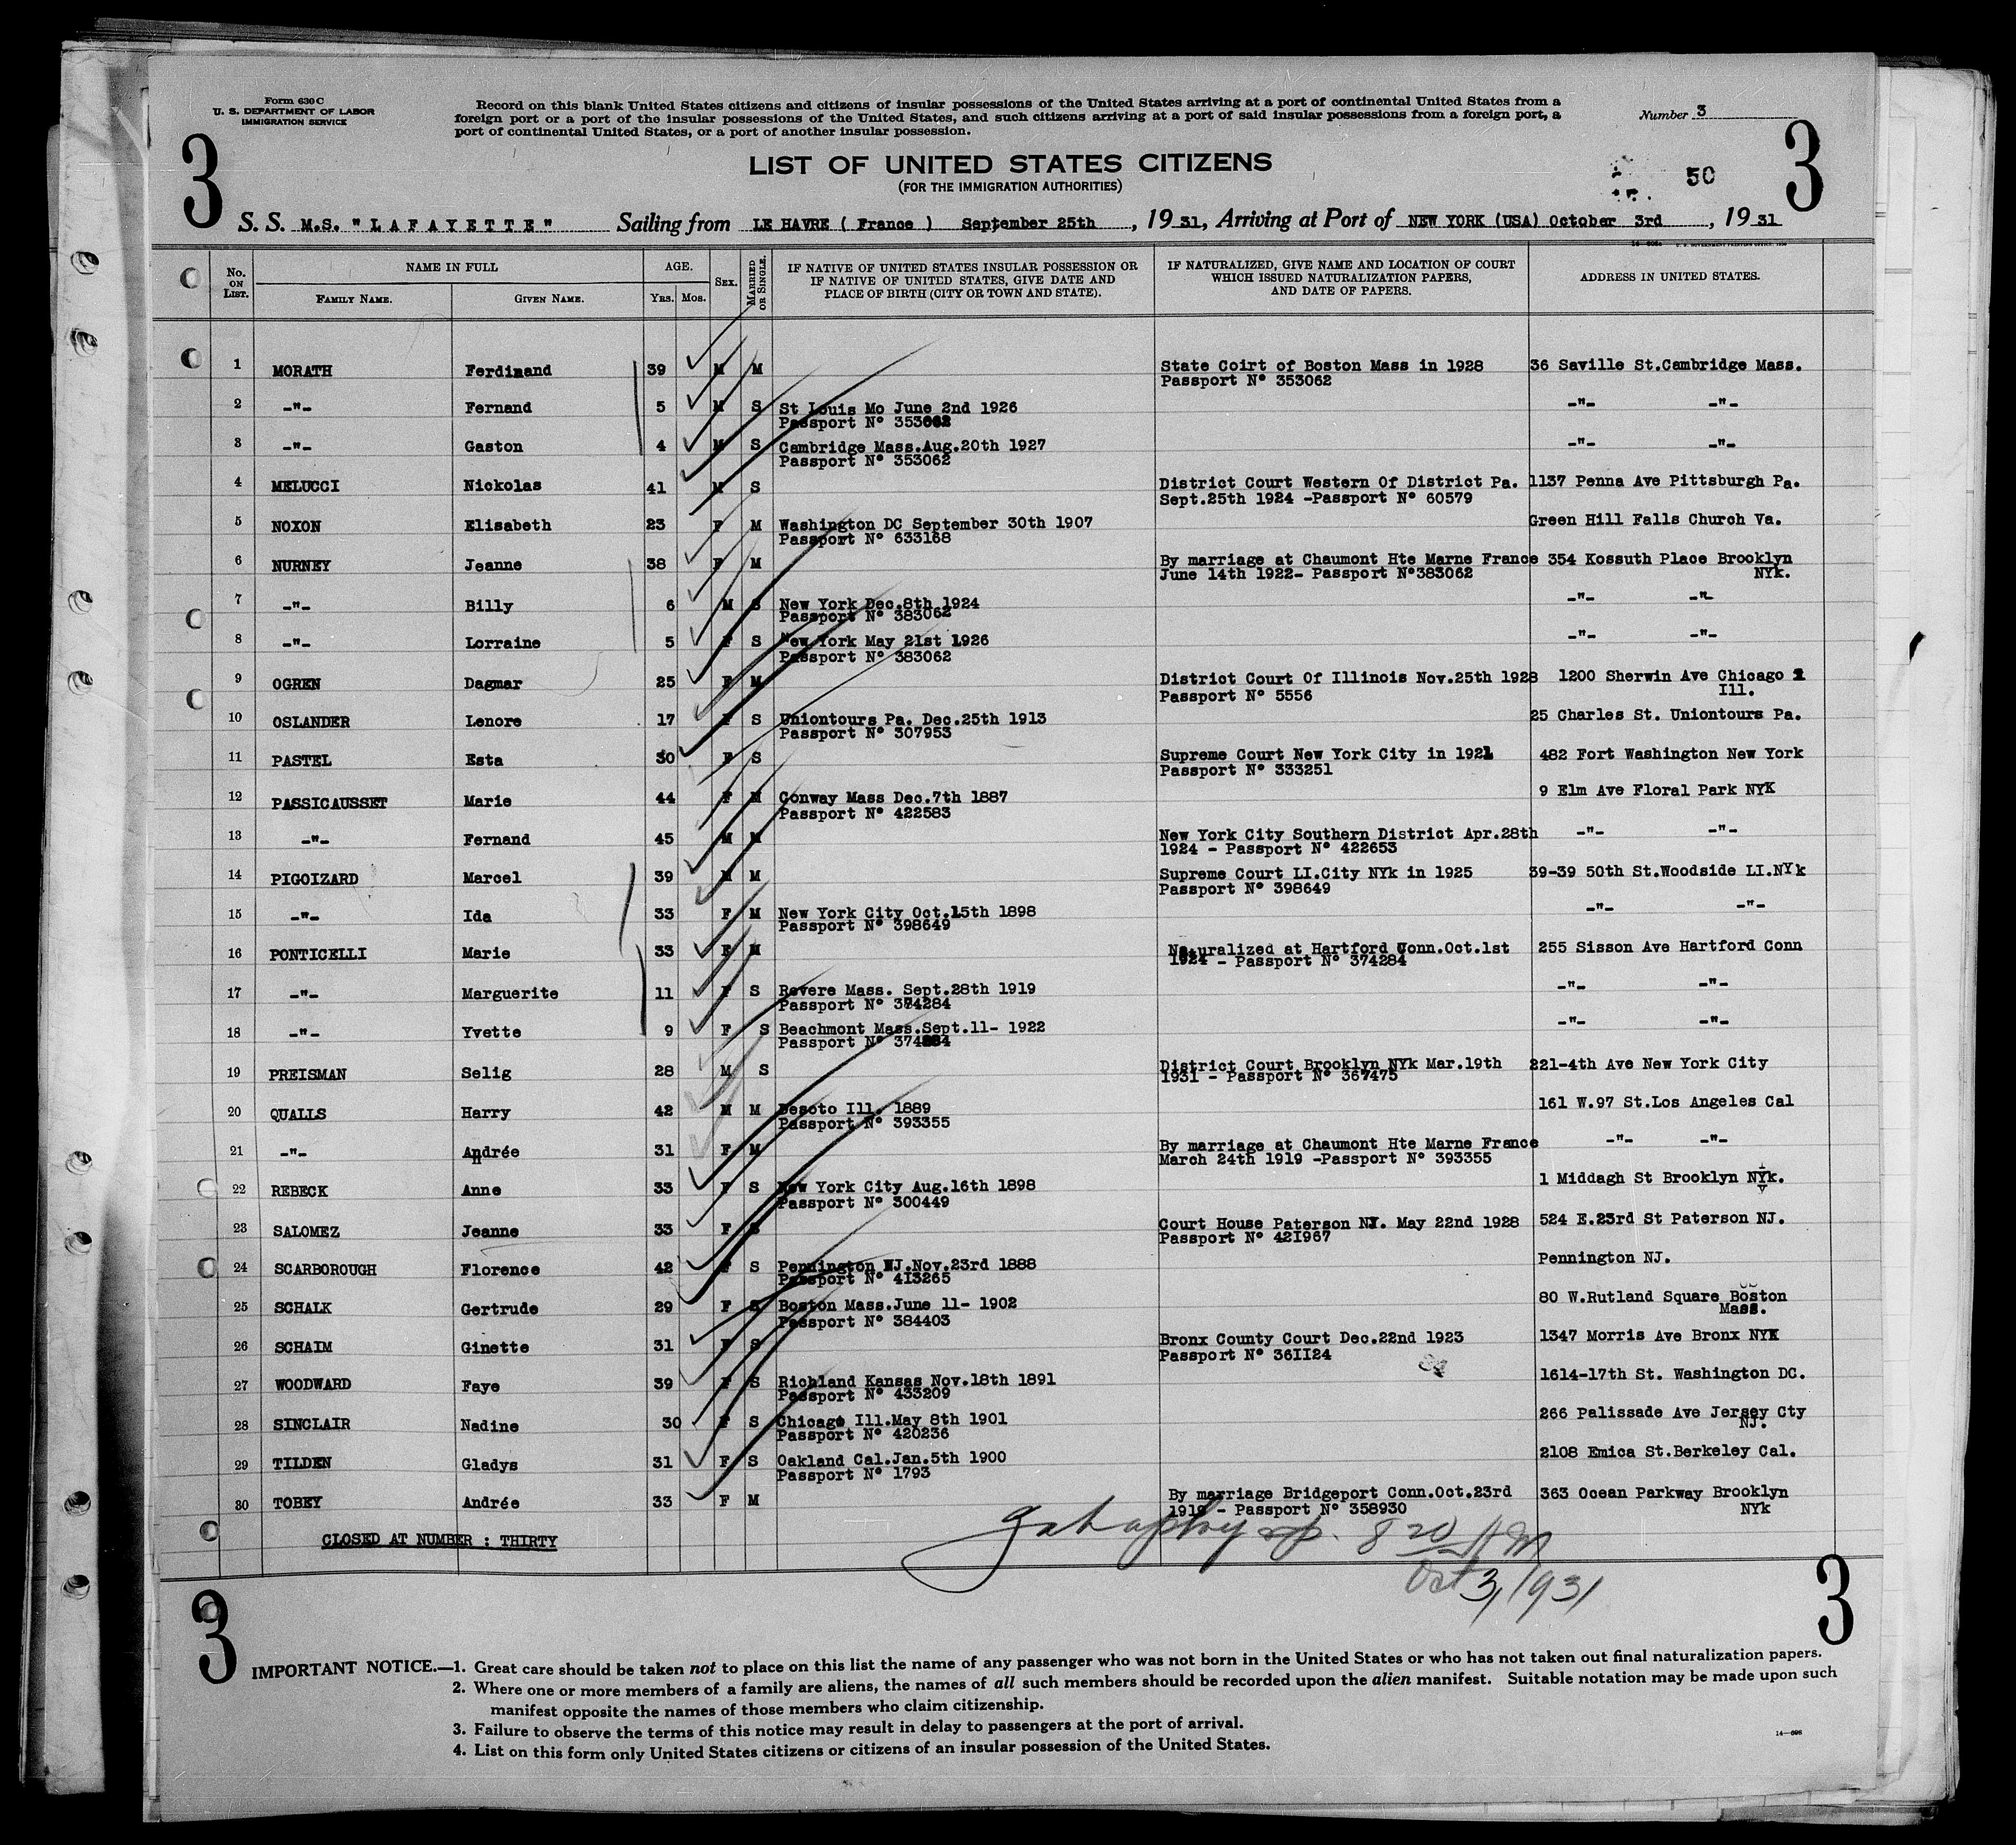 Form 630 C
U. S. DEPARTMENT OF LABOR
IMMIGRATION SERVICE
Record on this blank United States citizens and citizens of insular possessions of the United States arriving at a port of continental United States from a
foreign port or a port of the insular possessions of the United States, and such citizens arriving at a port of said insular possessions from a foreign port, a
port of continental United States, or a port of another insular possession.
Number 3
3 3
LIST OF UNITED STATES CITIZENS
(FOR THE IMMIGRATION AUTHORITIES)
50
S. S. M.S. "LAFAYETTE" Sailing from LE HAVRE ( France ) September 25th , 19 31, Arriving at Port of NEW YORK (USA) October 3rd , 19 31
No. ON LIST. NAME IN FULL FAMILY NAME. GIVEN NAME. AGE. YRS. MOS. SEX. MARRIED OR SINGLE. IF NATIVE OF UNITED STATES INSULAR POSSESSION OR IF NATIVE OF UNITED STATES, GIVE DATE AND PLACE OF BIRTH (CITY OR TOWN AND STATE). IF NATURALIZED, GIVE NAME AND LOCATION OF COURT WHICH ISSUED NATURALIZATION PAPERS, AND DATE OF PAPERS. ADDRESS IN UNITED STATES.
1 MORATH Ferdinand 39 M M State Coirt of Boston Mass in 1928 36 Saville St.Cambridge Mass.
Passport N° 353062
2 -"- Fernand 5 M S St Louis Mo June 2nd 1926 -"- -"-
Passport N° 353062
3 -"- Gaston 4 M S Cambridge Mass.Aug.20th 1927 -"- -"-
Passport N° 353062
4 MELUCCI Nickolas 41 M S District Court Western Of District Pa. 1137 Penna Ave Pittsburgh Pa.
Sept.25th 1924 -Passport N° 60579
5 NOXON Elisabeth 23 F M Washington DC September 30th 1907 Green Hill Falls Church Va.
Passport N° 633168
6 NURNEY Jeanne 38 F M By marriage at Chaumont Hte Marne France 354 Kossuth Place Brooklyn
June 14th 1922- Passport N°383062 NYk.
7 -"- Billy 6 M S New York Dec.8th 1924 -"- -"-
Passport N° 383062
8 -"- Lorraine 5 F S New York May 21st 1926 -"- -"-
Passport N° 383062
9 OGREN Dagmar 25 F M District Court Of Illinois Nov.25th 1928 1200 Sherwin Ave Chicago
Passport N° 5556 Ill.
10 OSLANDER Lenore 17 F S Uniontours Pa. Dec.25th 1913 25 Charles St. Uniontours Pa.
Passport N° 307953
11 PASTEL Esta 30 F S Supreme Court New York City in 1921 482 Fort Washington New York
Passport N° 333251
12 PASSICAUSSET Marie 44 F M Conway Mass Dec.7th 1887 9 Elm Ave Floral Park NYK
Passport N° 422583
13 -"- Fernand 45 M M New York City Southern District Apr.28th -"- -"-
1924 - Passport N° 422653
14 PIGOIZARD Marcel 39 M M Supreme Court LI.City NYk in 1925 39-39 50th St.Woodside LI.NYk
Passport N° 398649
15 -"- Ida 33 F M New York City Oct.15th 1898 -"- -"-
Passport N° 398649
16 PONTICELLI Marie 33 F M Naturalized at Hartford Conn.Oct.1st 255 Sisson Ave Hartford Conn
1924 - Passport N° 374284
17 -"- Marguerite 11 F S Revere Mass. Sept.28th 1919 -"- -"-
Passport N° 374284
18 -"- Yvette 9 F S Beachmont Mass.Sept.11- 1922 -"- -"-
Passport N° 374284
19 PREISMAN Selig 28 M S District Court Brooklyn NYk Mar.19th 221-4th Ave New York City
1931 - Passport N° 367475
20 QUALLS Harry 42 M M Desoto Ill. 1889 161 W.97 St.Los Angeles Cal
Passport N° 393355
21 -"- Andrée 31 F M By marriage at Chaumont Hte Marne France -"- -"-
March 24th 1919 -Passport N° 393355
22 REBECK Anne 33 F S New York City Aug.16th 1898 1 Middagh St Brooklyn NYk.
Passport N° 300449
23 SALOMEZ Jeanne 33 F S Court House Paterson NJ. May 22nd 1928 524 E.23rd St Paterson NJ.
Passport N° 421967
24 SCARBOROUGH Florence 42 F S Pennington NJ.Nov.23rd 1888 Pennington NJ.
Passport N° 413265
25 SCHALK Gertrude 29 F S Boston Mass.June 11- 1902 80 W.Rutland Square Boston
Passport N° 384403 Mass.
26 SCHAIM Ginette 31 F S Bronx County Court Dec.22nd 1923 1347 Morris Ave Bronx NYK
Passport N° 36II24
27 WOODWARD Faye 39 F S Richland Kansas Nov.18th 1891 1614-17th St. Washington DC.
Passport N° 433209
28 SINCLAIR Nadine 30 F S Chicago Ill.May 8th 1901 266 Palissade Ave Jersey Cty
Passport N° 420236 NJ.
29 TILDEN Gladys 31 F S Oakland Cal.Jan.5th 1900 2108 Emica St.Berkeley Cal.
Passport N° 1793
30 TOBEY Andrée 33 F M By marriage Bridgeport Conn.Oct.23rd 363 Ocean Parkway Brooklyn
1919 - Passport N° 358930 NYk
CLOSED AT NUMBER : THIRTY
8 20 AM
Oct 3, 1931
3 3
IMPORTANT NOTICE.—1. Great care should be taken not to place on this list the name of any passenger who was not born in the United States or who has not taken out final naturalization papers.
2. Where one or more members of a family are aliens, the names of all such members should be recorded upon the alien manifest. Suitable notation may be made upon such
manifest opposite the names of those members who claim citizenship.
3. Failure to observe the terms of this notice may result in delay to passengers at the port of arrival.
4. List on this form only United States citizens or citizens of an insular possession of the United States.